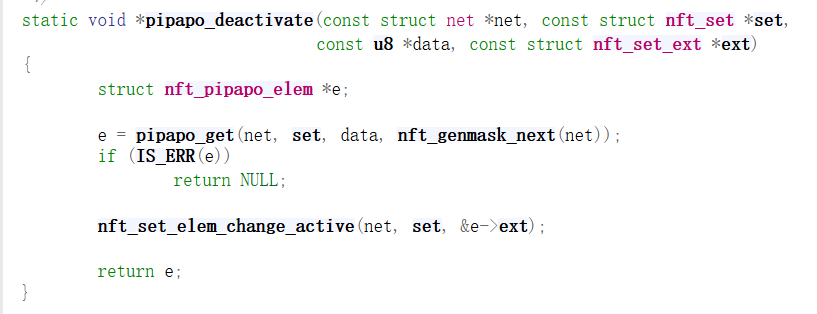 static void *pipapo_deactivate(const struct net *net, const struct nft_set *set,
const u8 *data, const struct nft_set_ext *ext)
{
struct nft_pipapo_elem *e;
e = pipapo_get(net, set, data, nft_genmask_next(net));
if (IS_ERR(e))
return NULL;
nft_set_elem_change_active(net, set, &e->ext);
return e;
}